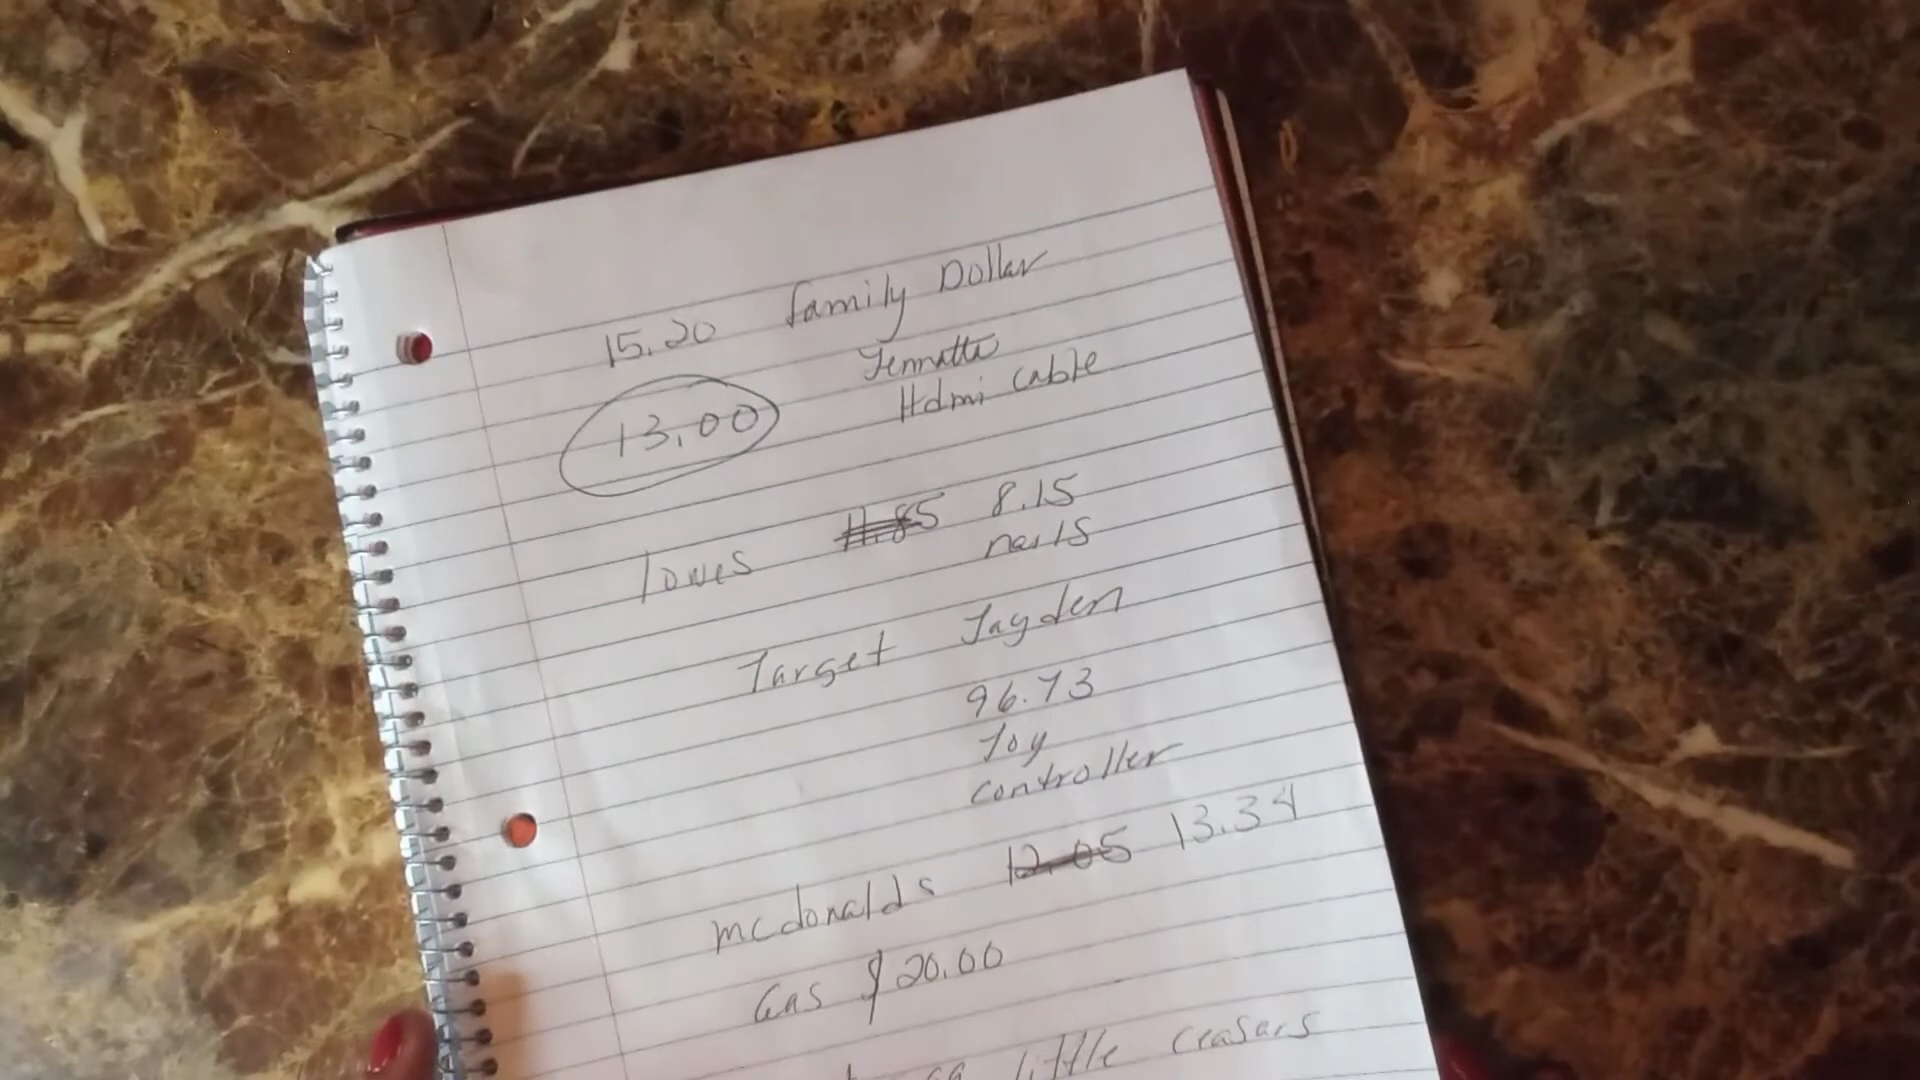 15.20 family Dollar
Hdmi cable
13.00
lowes 8.15
nails
Target Jayden
96.73
Toy
controller
mcdonalds 12.05 13.34
Gas $20.00
little ceasars